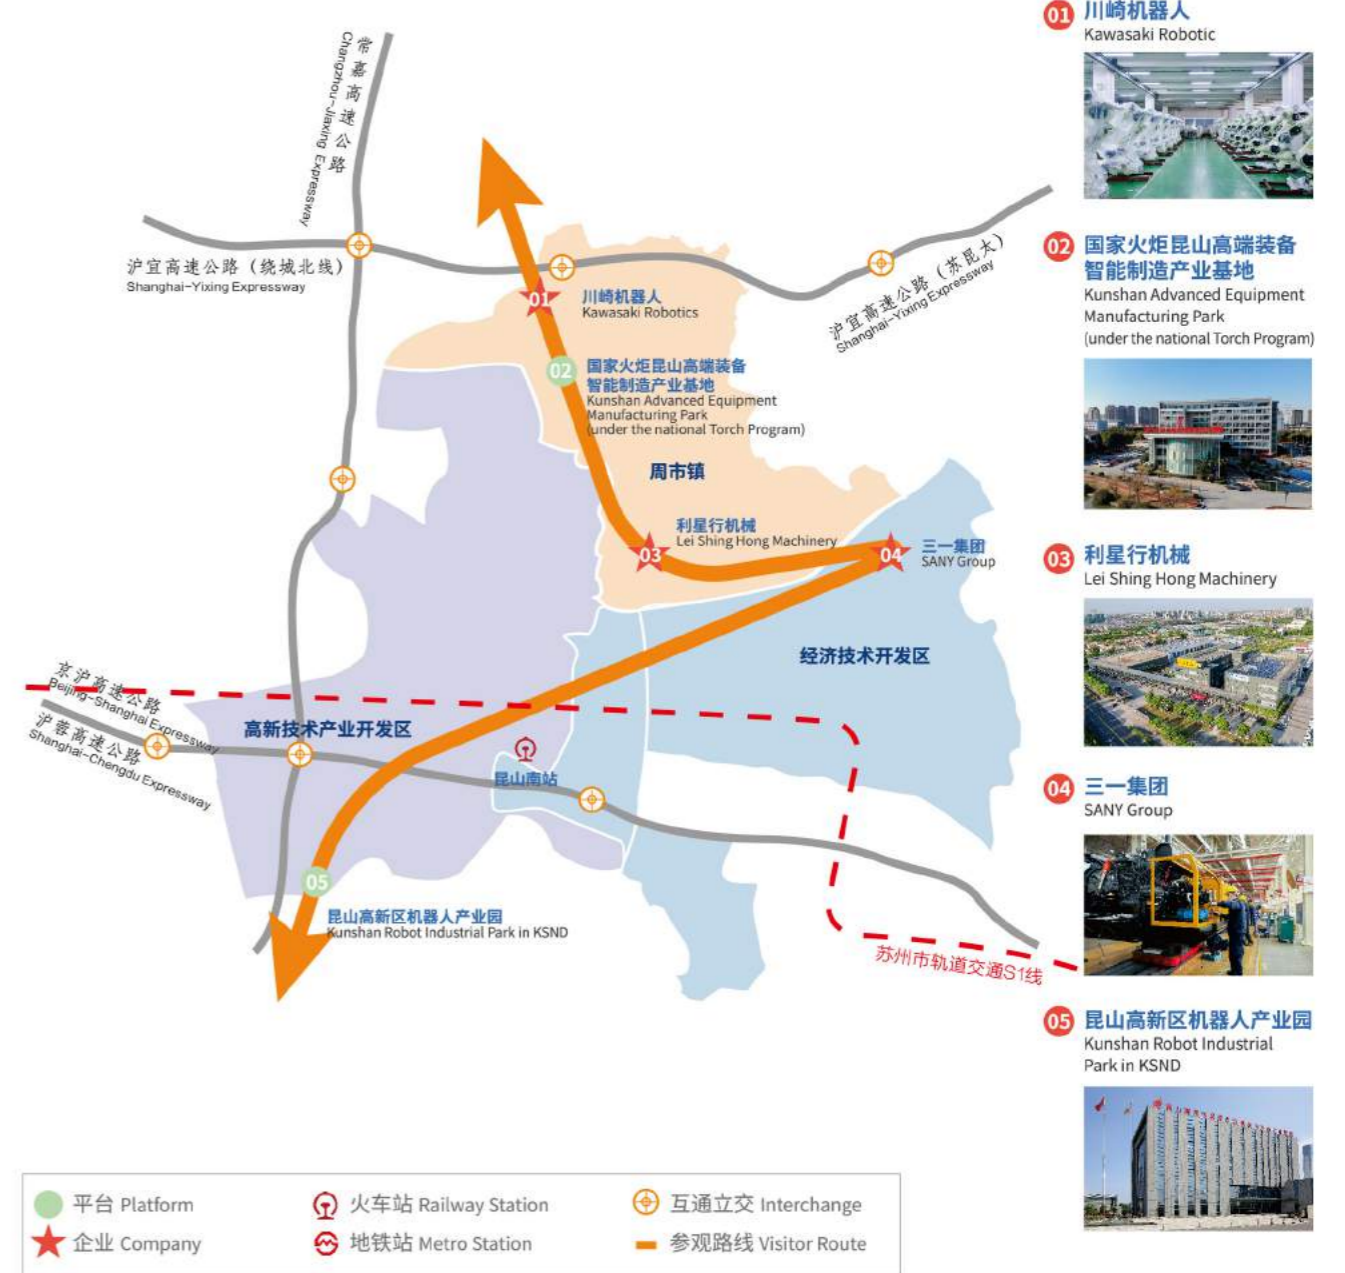 常嘉高速公路
Changzhou-Jiaxing Expressway
沪宜高速公路（绕城北线）
Shanghai-Yixing Expressway
沪宜高速公路（苏昆太）
Shanghai-Yixing Expressway
01
川崎机器人
Kawasaki Robotics
02
国家火炬昆山高端装备
智能制造产业基地
Kunshan Advanced Equipment
Manufacturing Park
(under the national Torch Program)
周市镇
利星行机械
Lei Shing Hong Machinery
03
04
三一集团
SANY Group
经济技术开发区
京沪高速公路
Beijing-Shanghai Expressway
沪蓉高速公路
Shanghai-Chengdu Expressway
高新技术产业开发区
昆山南站
05
昆山高新区机器人产业园
Kunshan Robot Industrial Park in KSND
苏州市轨道交通S1线
01 川崎机器人
Kawasaki Robotic
02 国家火炬昆山高端装备
智能制造产业基地
Kunshan Advanced Equipment
Manufacturing Park
(under the national Torch Program)
03 利星行机械
Lei Shing Hong Machinery
04 三一集团
SANY Group
05 昆山高新区机器人产业园
Kunshan Robot Industrial
Park in KSND
平台 Platform
火车站 Railway Station
互通立交 Interchange
企业 Company
地铁站 Metro Station
参观路线 Visitor Route